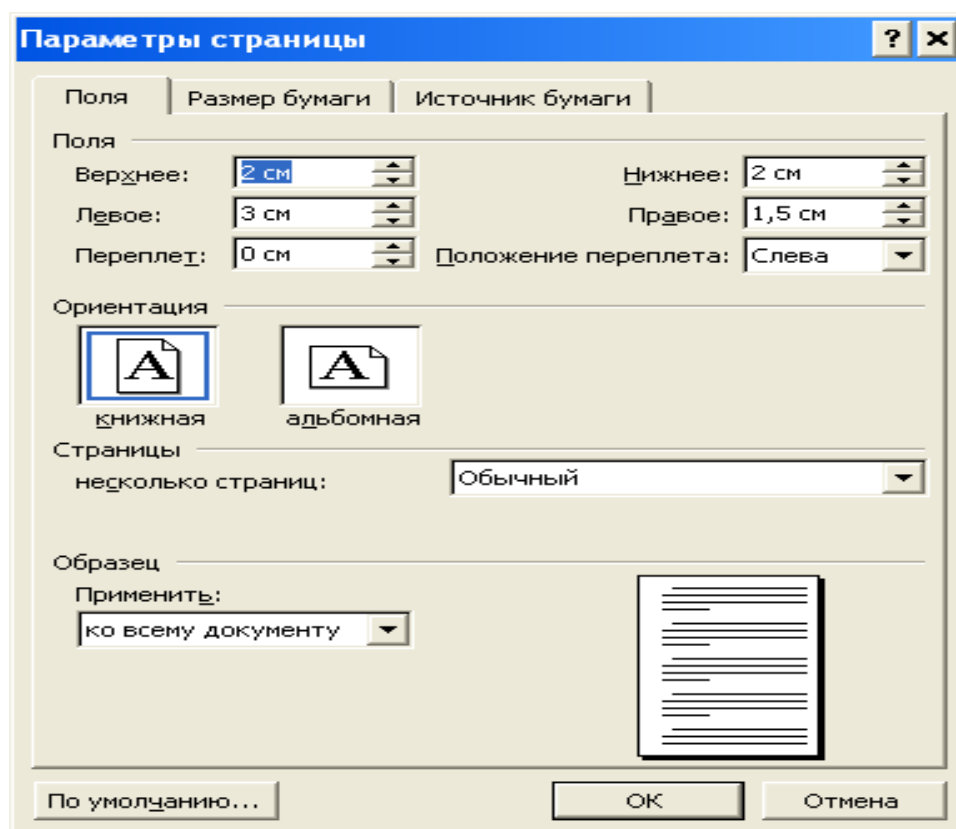 Параметры страницы
Поля Размер бумаги Источник бумаги
Поля
Верхнее: 2 см Нижнее: 2 см
Левое: 3 см Правое: 1,5 см
Переплет: 0 см Положение переплета: Слева
Ориентация
A A
книжная альбомная
Страницы
несколько страниц: Обычный
Образец
Применить:
ко всему документу
По умолчанию... ОК Отмена